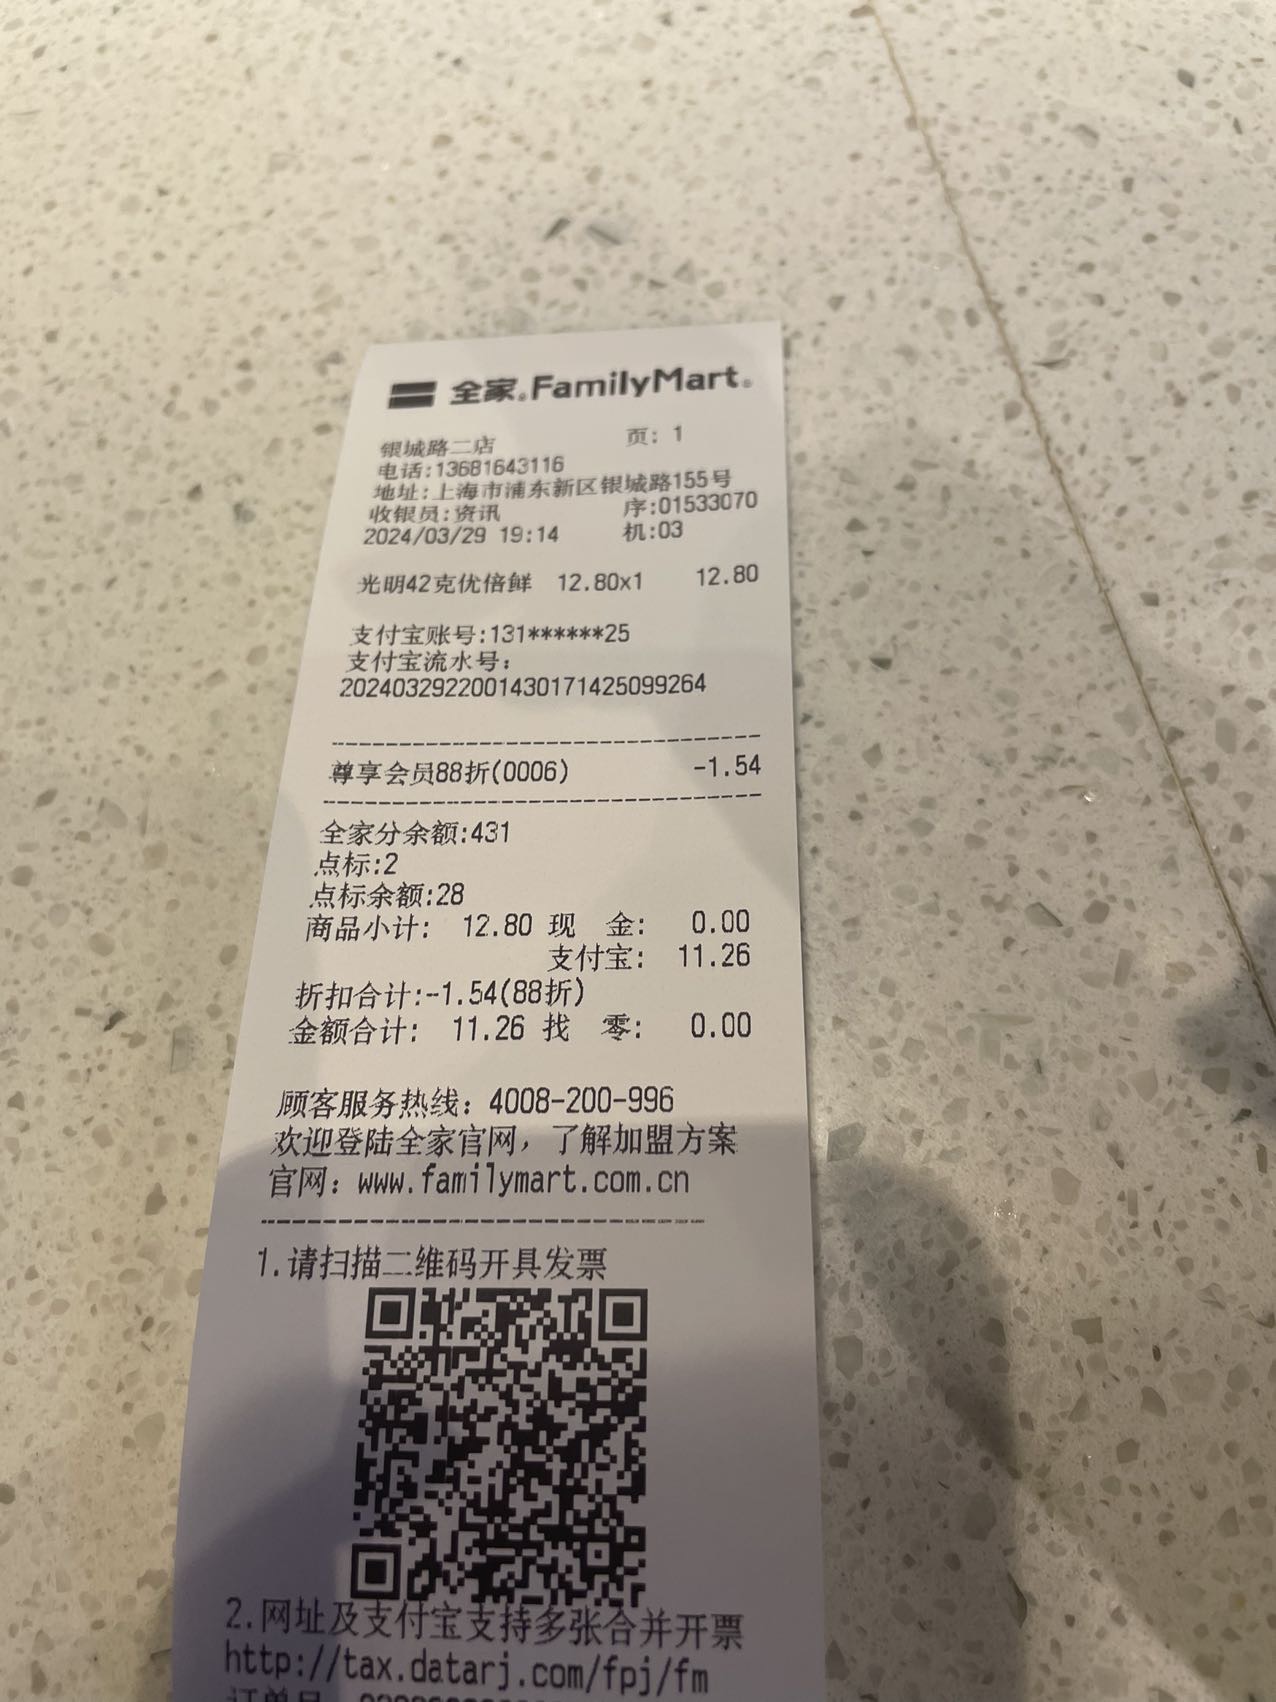 全家 FamilyMart
银城路二店 页: 1
电话:13681643116
地址:上海市浦东新区银城路155号
收银员:资讯 序:01533070
2024/03/29 19:14 机:03
光明42克优倍鲜 12.80x1 12.80
支付宝账号:131******25
支付宝流水号:
2024032922001430171425099264
尊享会员88折(0006) -1.54
全家分余额:431
点标:2
点标余额:28
商品小计: 12.80 现 金: 0.00
支付宝: 11.26
折扣合计:-1.54(88折)
金额合计: 11.26 找 零: 0.00
顾客服务热线: 4008-200-996
欢迎登陆全家官网, 了解加盟方案
官网: www.familymart.com.cn
1.请扫描二维码开具发票
2.网址及支付宝支持多张合并开票
http://tax.datarj.com/fpj/fm
订单号